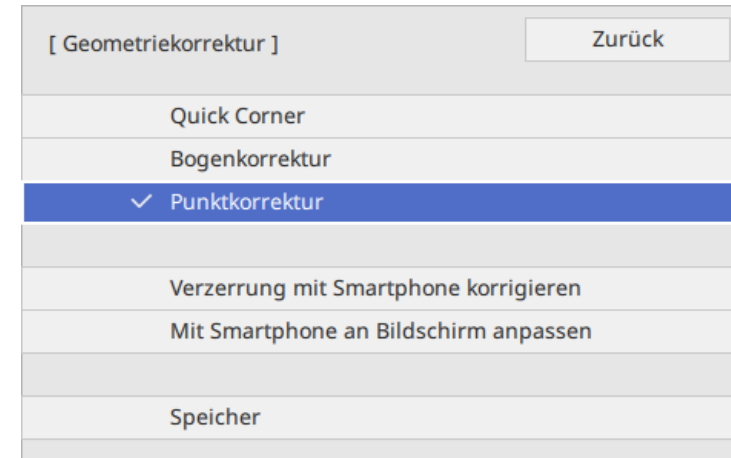 [ Geometriekorrektur ]
Zurück
Quick Corner
Bogenkorrektur
Punktkorrektur
Verzerrung mit Smartphone korrigieren
Mit Smartphone an Bildschirm anpassen
Speicher